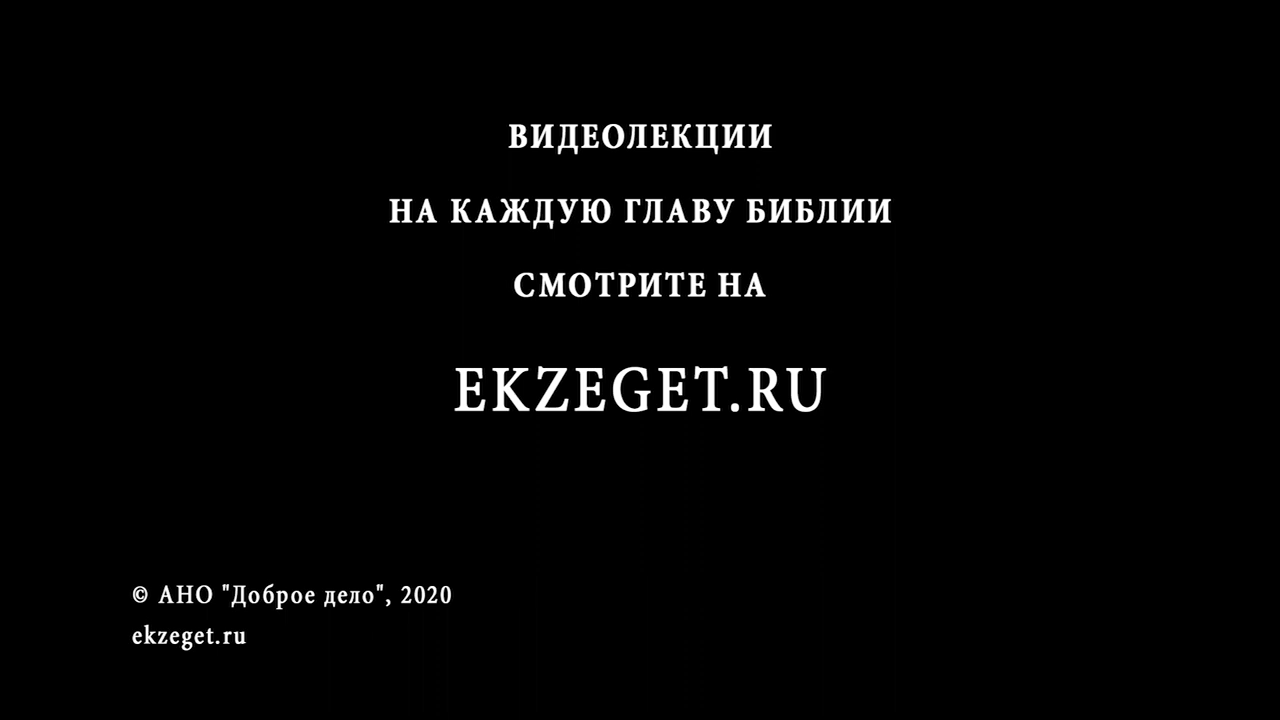 ВИДЕОЛЕКЦИИ
НА КАЖДУЮ ГЛАВУ БИБЛИИ
СМОТРИТЕ НА
EKZEGET.RU
© АНО "Доброе дело", 2020
ekzeget.ru